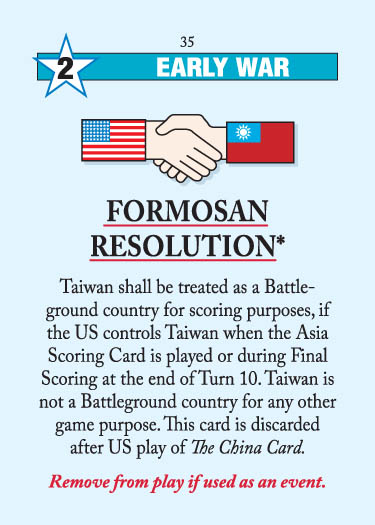 35
2
EARLY WAR
FORMOSAN
RESOLUTION*
Taiwan shall be treated as a Battle-
ground country for scoring purposes, if
the US controls Taiwan when the Asia
Scoring Card is played or during Final
Scoring at the end of Turn 10. Taiwan is
not a Battleground country for any other
game purpose. This card is discarded
after US play of The China Card.
Remove from play if used as an event.